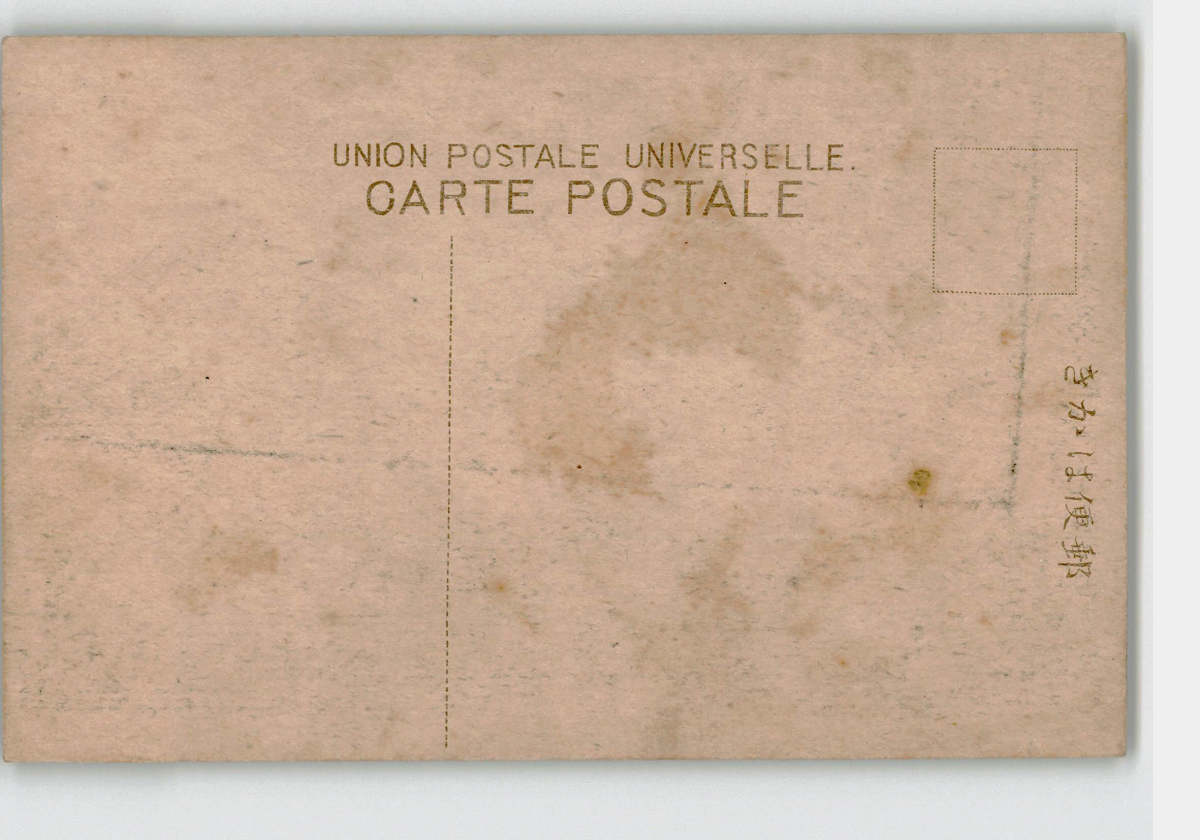 UNION POSTALE UNIVERSELLE.
CARTE POSTALE
郵便はかき